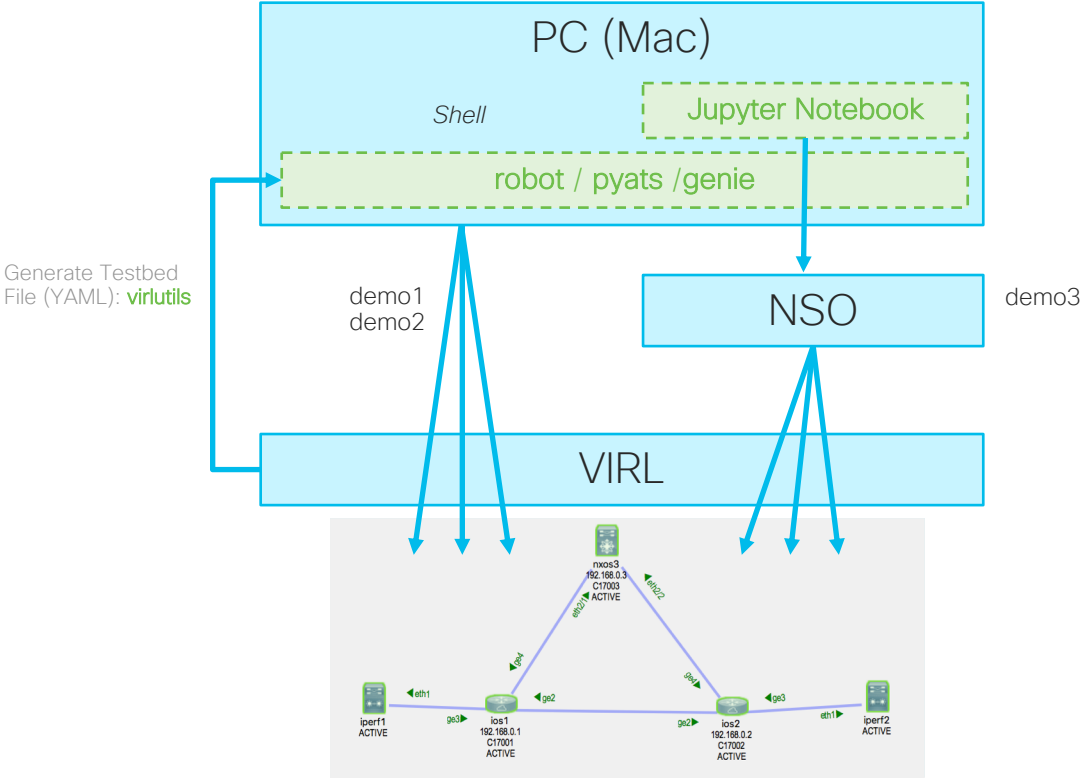 PC (Mac)
Shell
Jupyter Notebook
robot / pyats /genie
Generate Testbed
File (YAML): virlutils
demo1
demo2
NSO
demo3
VIRL
nxos3
192.168.0.3
C17003
ACTIVE
eth2/1
eth2/2
ge4
ge4
eth1
ge2
ge3
iperf1
ACTIVE
ge3
ios1
192.168.0.1
C17001
ACTIVE
ge2
ios2
192.168.0.2
C17002
ACTIVE
eth1
iperf2
ACTIVE